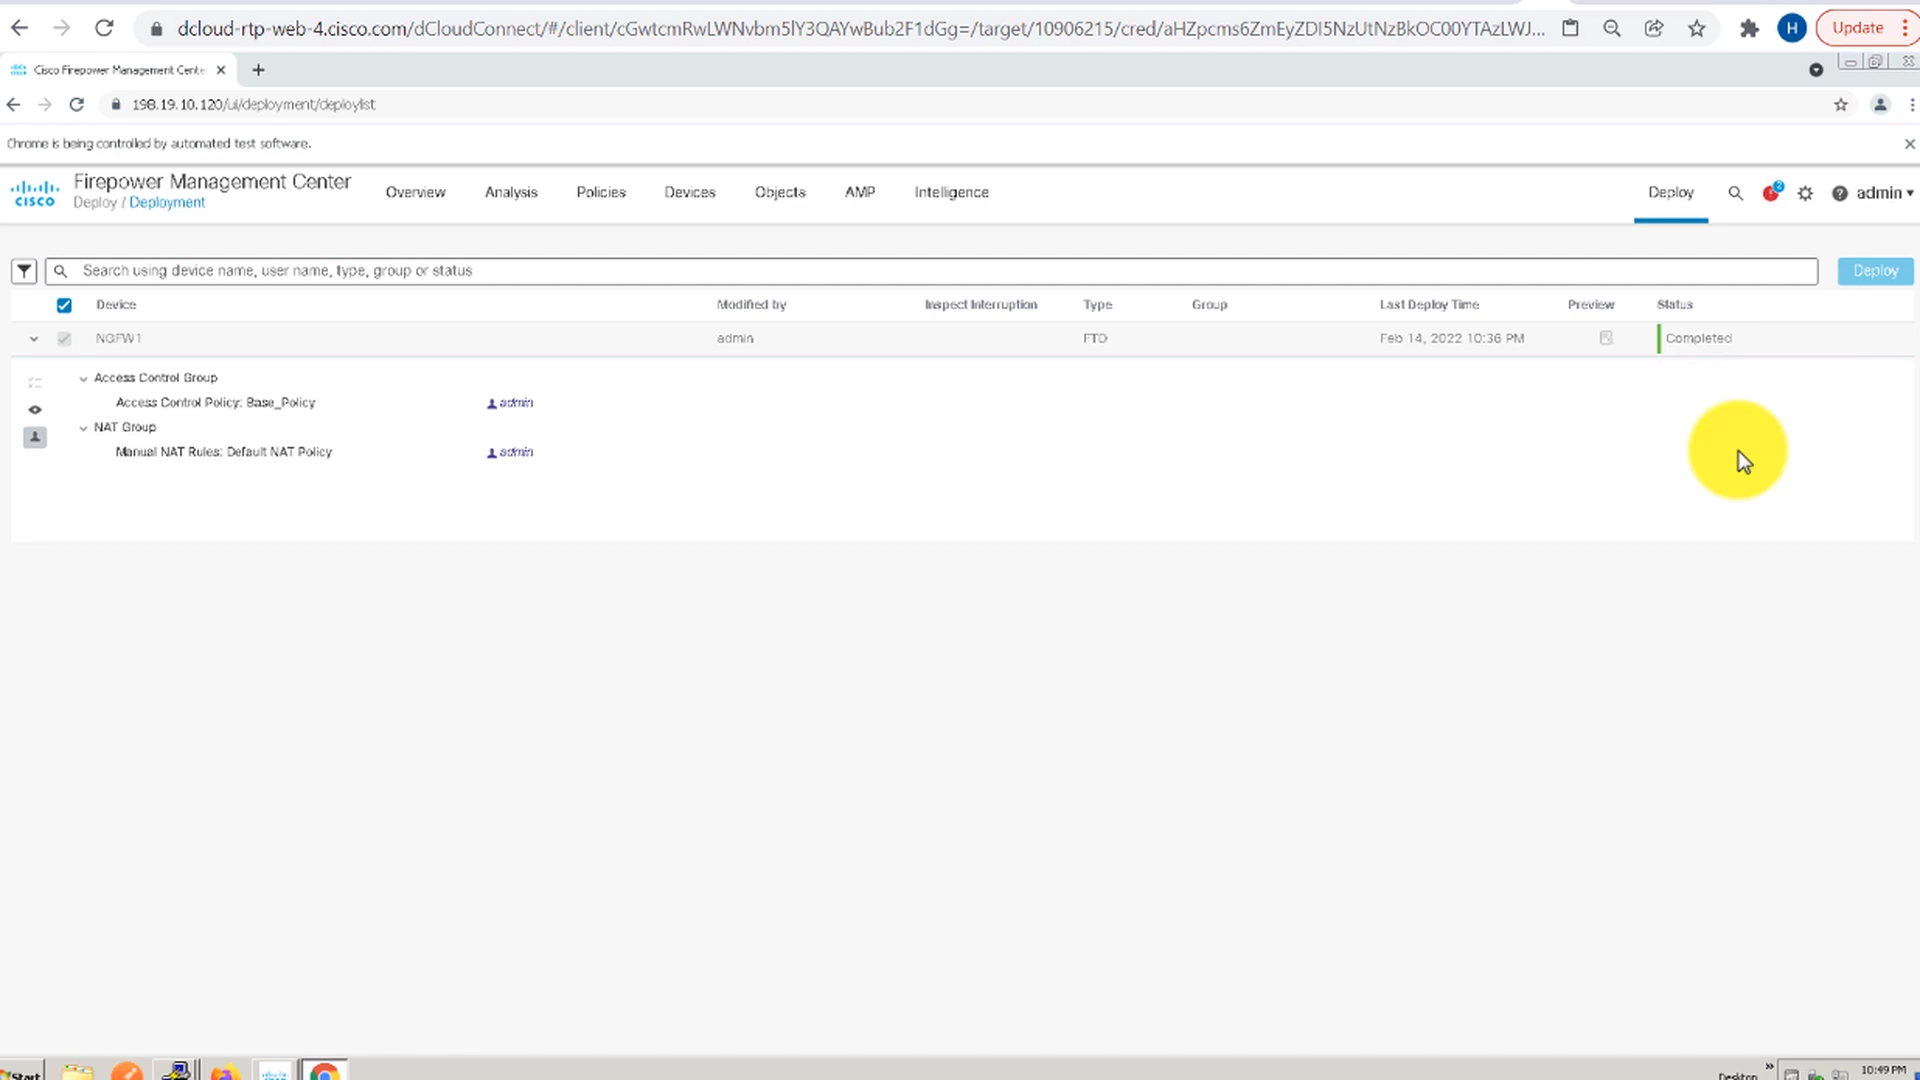 dcloud-rtp-web-4.cisco.com/dCloudConnect/#/client/cGwtcmRwLWNvbm5lY3QAYwBub2F1dGg=/target/10906215/cred/aHZpcms6ZmEyZDI5NzUtNzBkOC00YTAzLWJ...
H
Update
Cisco Firepower Management Cente
198.19.10.120/ui/deployment/deploylist
Chrome is being controlled by automated test software.
CISCO
Firepower Management Center
Deploy / Deployment
Overview
Analysis
Policies
Devices
Objects
AMP
Intelligence
Deploy
2
admin
Search using device name, user name, type, group or status
Deploy
Device Modified by Inspect Interruption Type Group Last Deploy Time Preview Status
NGFW1 admin FTD Feb 14, 2022 10:36 PM Completed
Access Control Group
Access Control Policy: Base_Policy admin
NAT Group
Manual NAT Rules: Default NAT Policy admin
Start
Desktop
10:49 PM